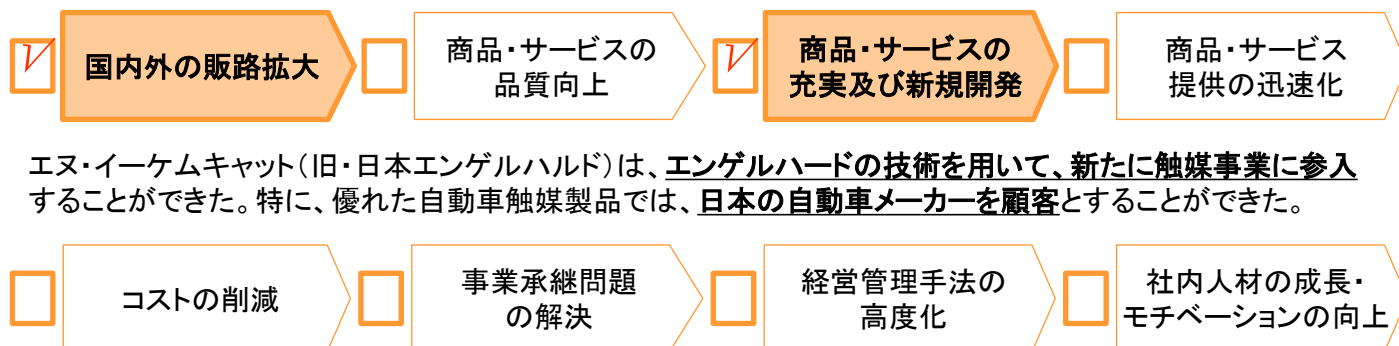 国内外の販路拡大
商品・サービスの
品質向上
商品・サービスの
充実及び新規開発
商品・サービス
提供の迅速化
エヌ・イーケムキャット(旧・日本エンゲルハルド)は、エンゲルハードの技術を用いて、新たに触媒事業に参入
することができた。特に、優れた自動車触媒製品では、日本の自動車メーカーを顧客とすることができた。
コストの削減
事業承継問題
の解決
経営管理手法の
高度化
社内人材の成長・
モチベーションの向上